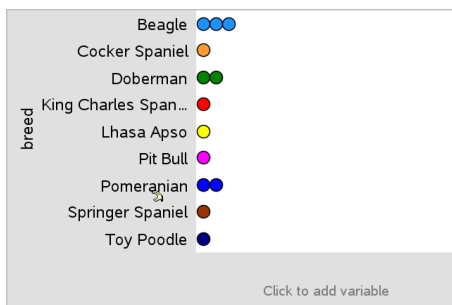 breed
Beagle
Cocker Spaniel
Doberman
King Charles Span...
Lhasa Apso
Pit Bull
Pomeranian
Springer Spaniel
Toy Poodle
Click to add variable